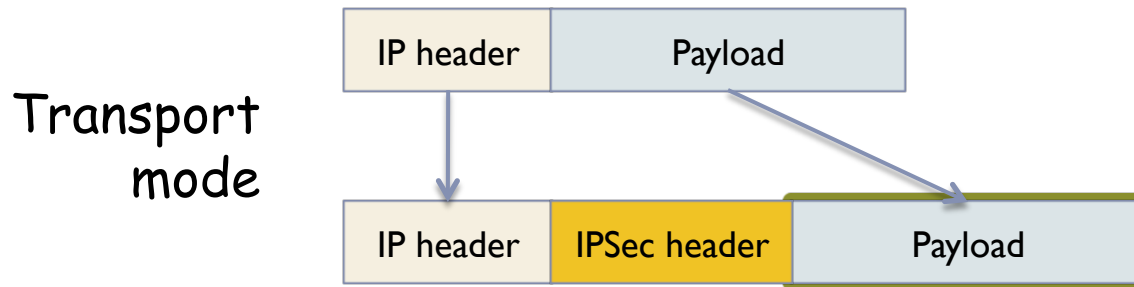 IP header Payload
Transport
mode
IP header IPSec header Payload